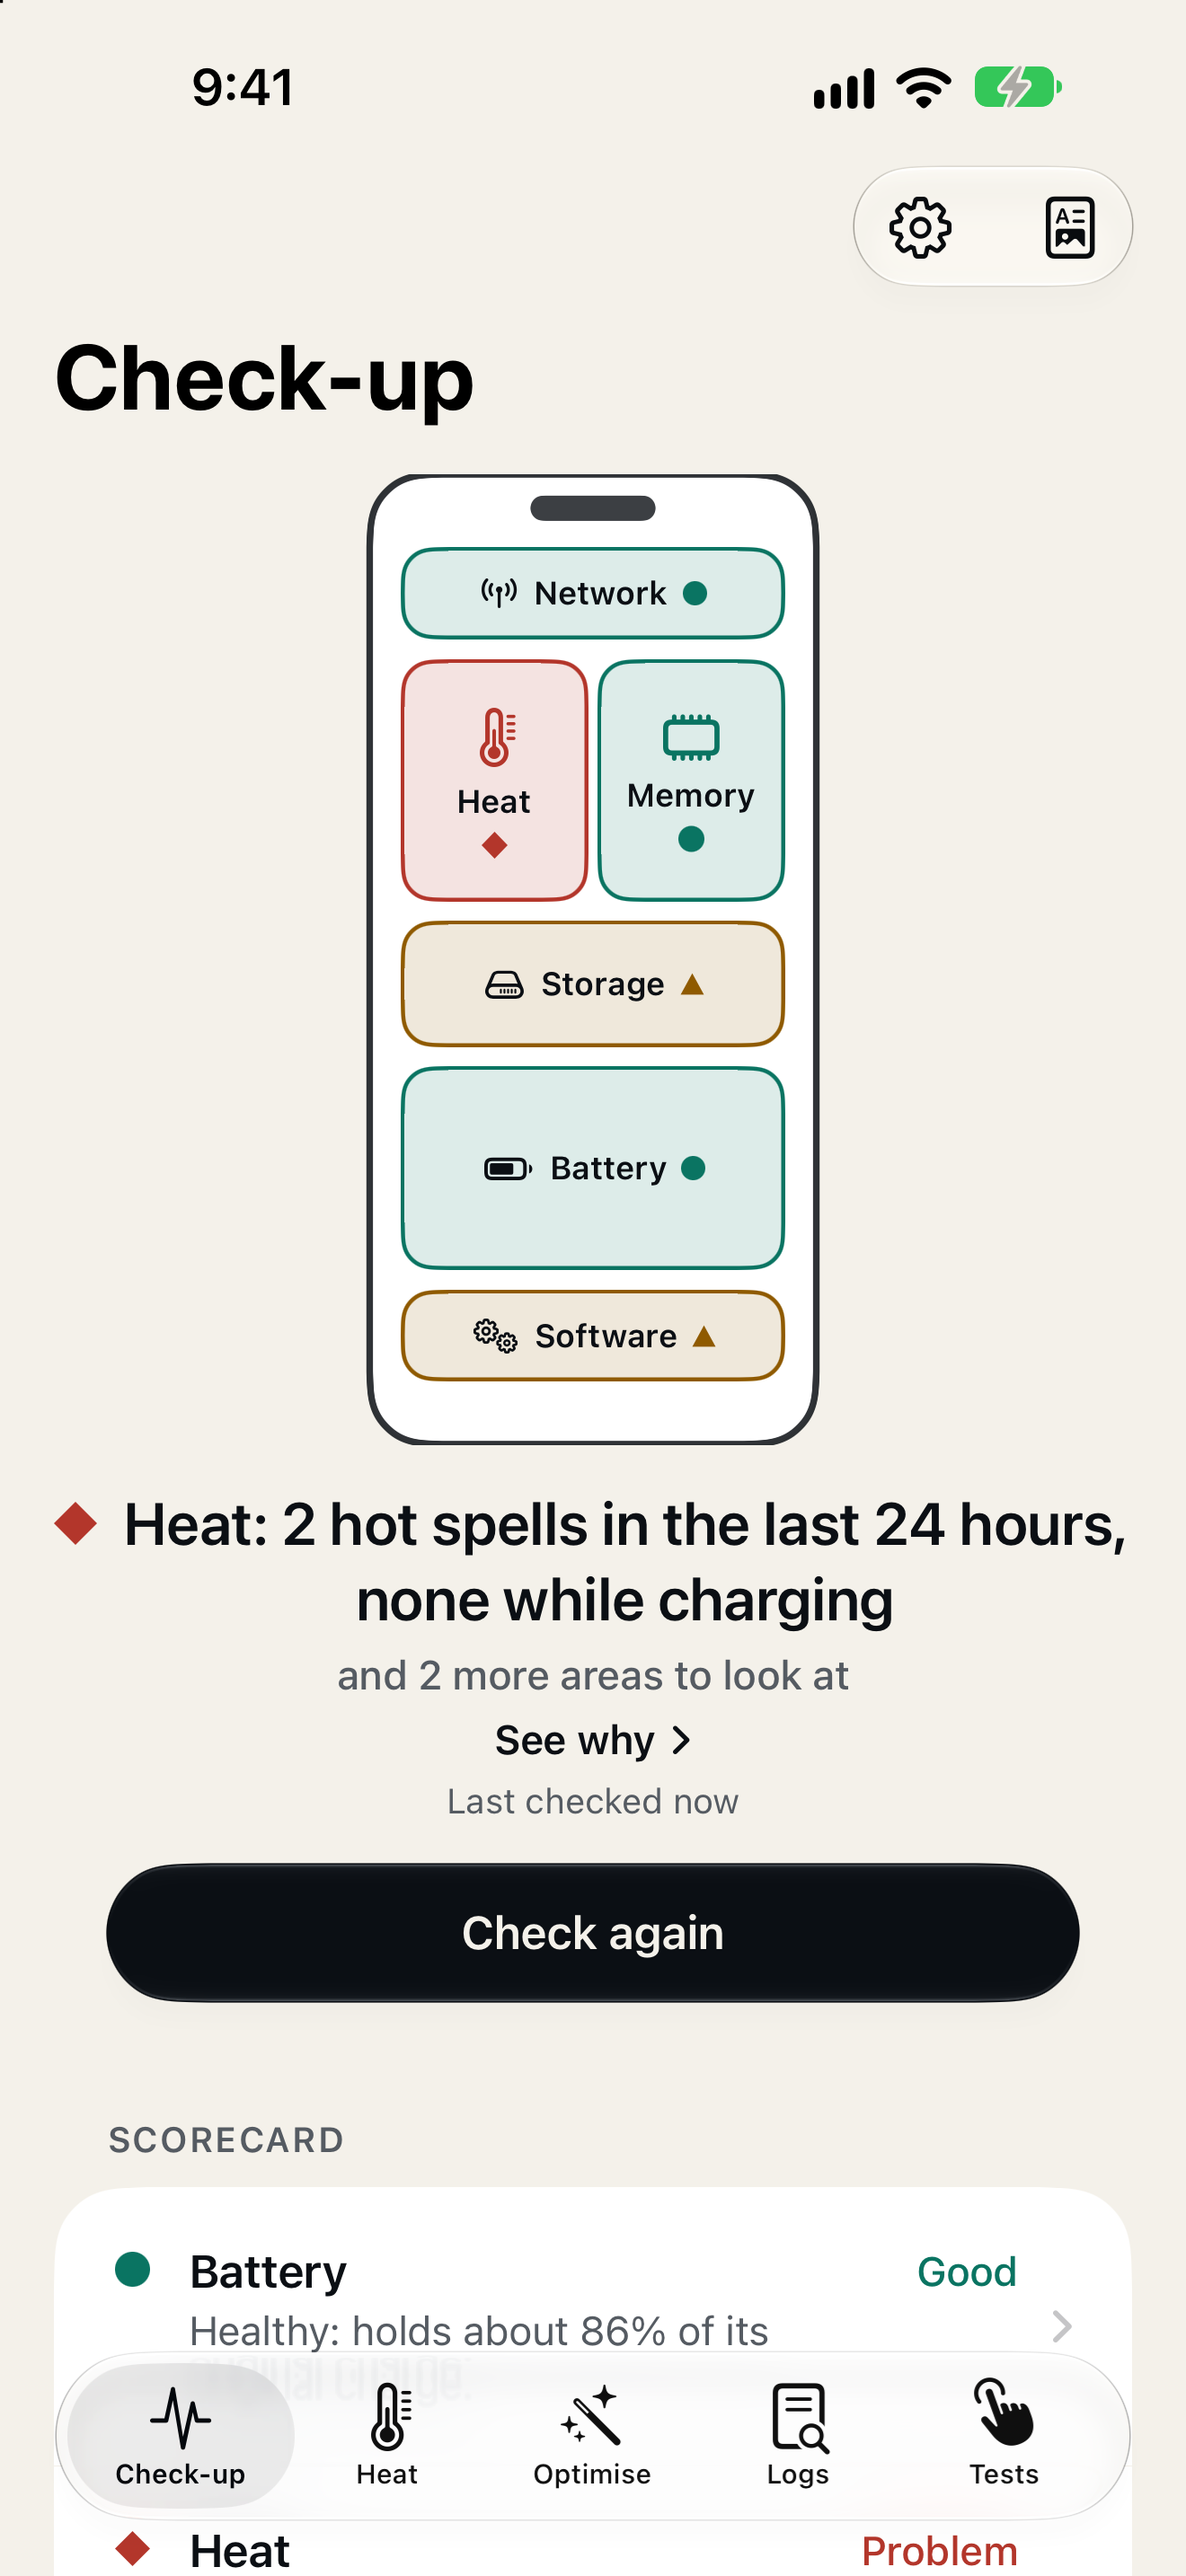 9:41
Check-up
Network
Heat
Memory
Storage
Battery
Software
Heat: 2 hot spells in the last 24 hours,
none while charging
and 2 more areas to look at
See why
Last checked now
Check again
SCORECARD
Battery
Good
Healthy: holds about 86% of its
Check-up
Heat
Optimise
Logs
Tests
Heat
Problem